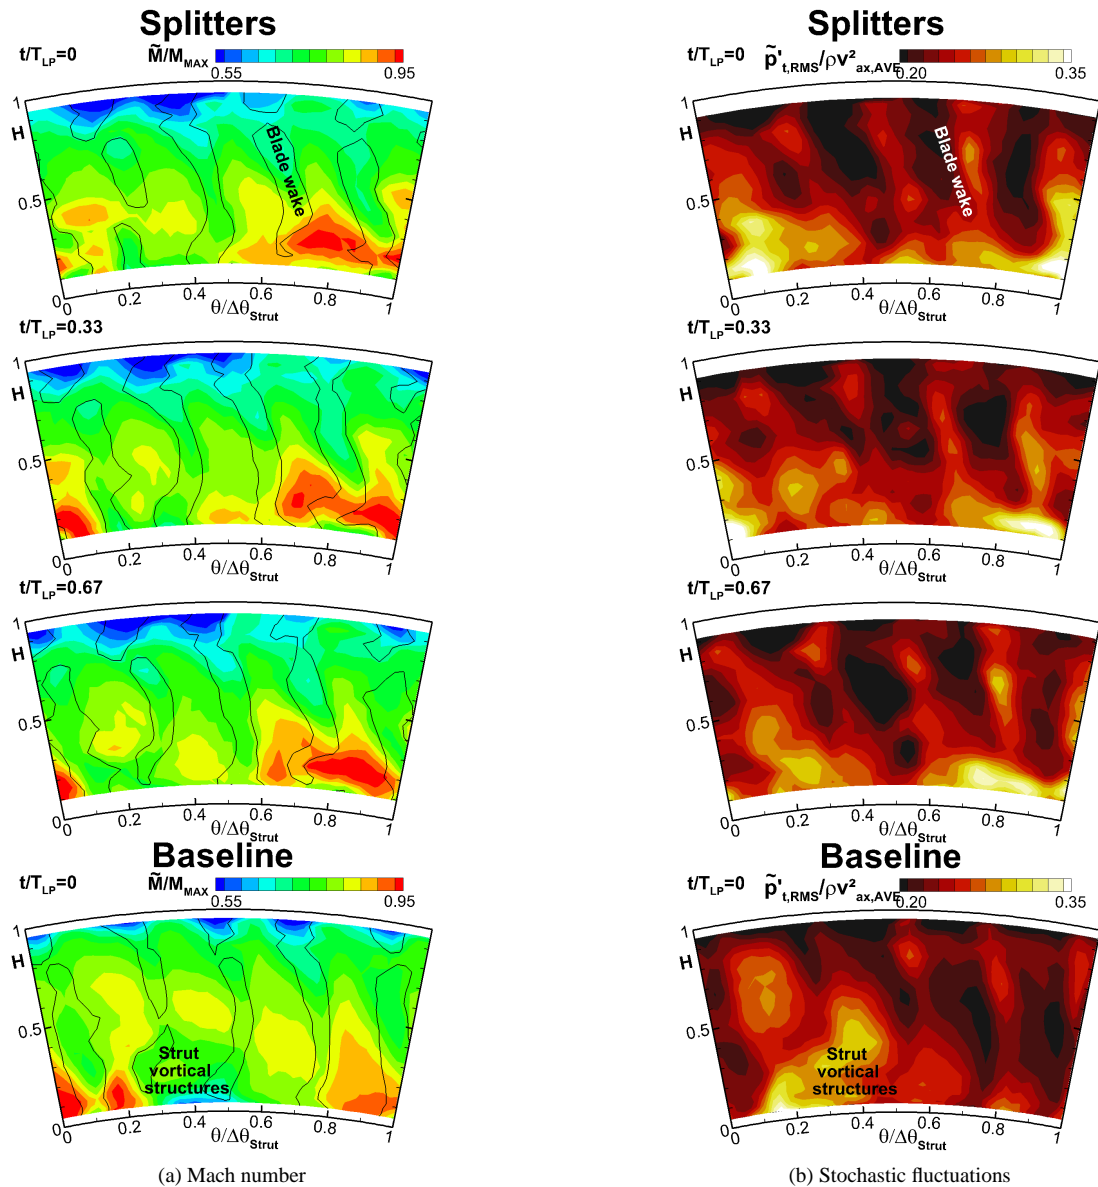 Splitters
Splitters
t/T_LP=0
M̃/M_MAX
0.55
0.95
t/T_LP=0
p̃'_t,RMS/ρv²_ax,AVE
0.20
0.35
1
H
0.5
Blade wake
0
0.2
0.4
0.6
0.8
1
θ/Δθ_Strut
1
H
0.5
Blade wake
0
0.2
0.4
0.6
0.8
1
θ/Δθ_Strut
t/T_LP=0.33
t/T_LP=0.33
1
H
0.5
0
0.2
0.4
0.6
0.8
1
θ/Δθ_Strut
1
H
0.5
0
0.2
0.4
0.6
0.8
1
θ/Δθ_Strut
t/T_LP=0.67
t/T_LP=0.67
1
H
0.5
0
0.2
0.4
0.6
0.8
1
θ/Δθ_Strut
1
H
0.5
0
0.2
0.4
0.6
0.8
1
θ/Δθ_Strut
Baseline
Baseline
t/T_LP=0
M̃/M_MAX
0.55
0.95
t/T_LP=0
p̃'_t,RMS/ρv²_ax,AVE
0.20
0.35
1
H
0.5
Strut
vortical
structures
0
0.2
0.4
0.6
0.8
1
θ/Δθ_Strut
1
H
0.5
Strut
vortical
structures
0
0.2
0.4
0.6
0.8
1
θ/Δθ_Strut
(a) Mach number
(b) Stochastic fluctuations